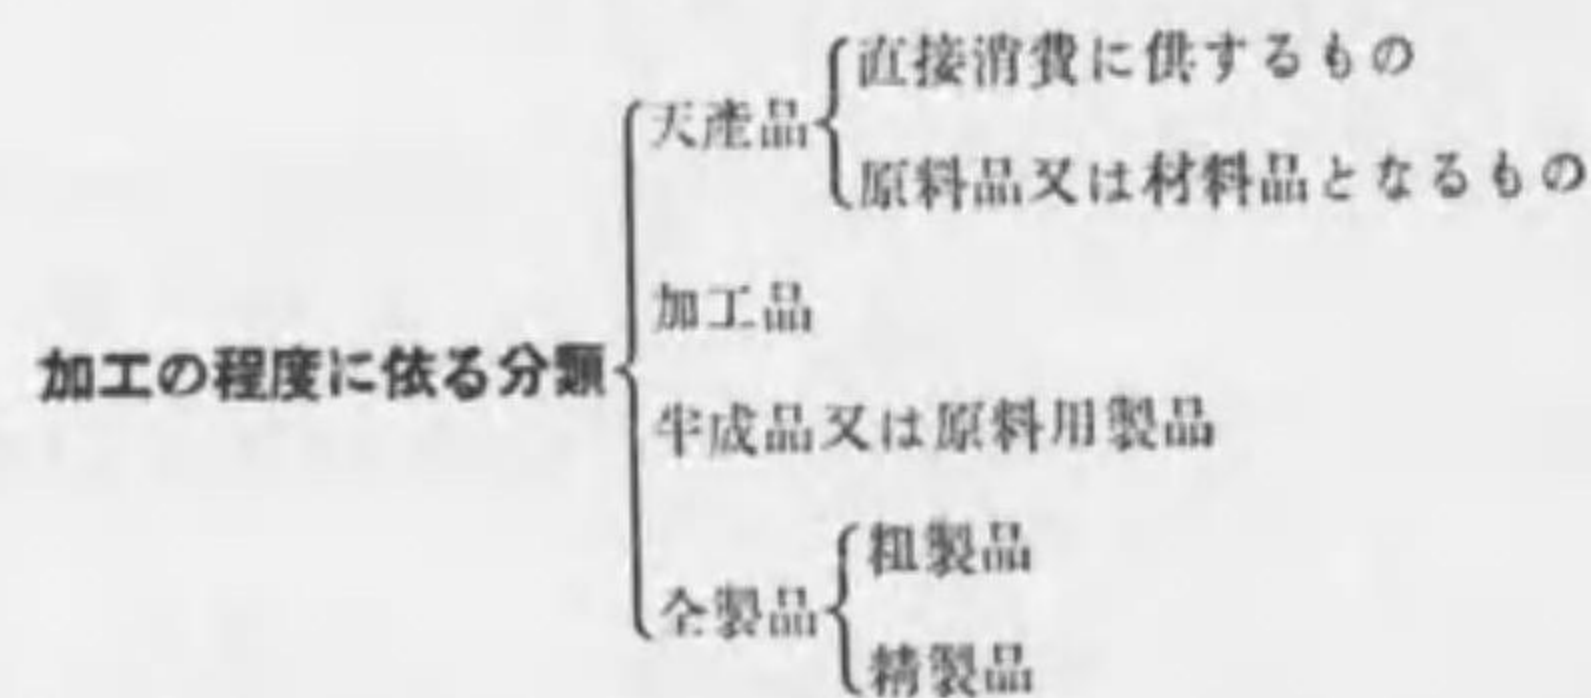 加工の程度に依る分類
天産品
直接消費に供するもの
原料品又は材料品となるもの
加工品
半成品又は原料用製品
全製品
粗製品
精製品